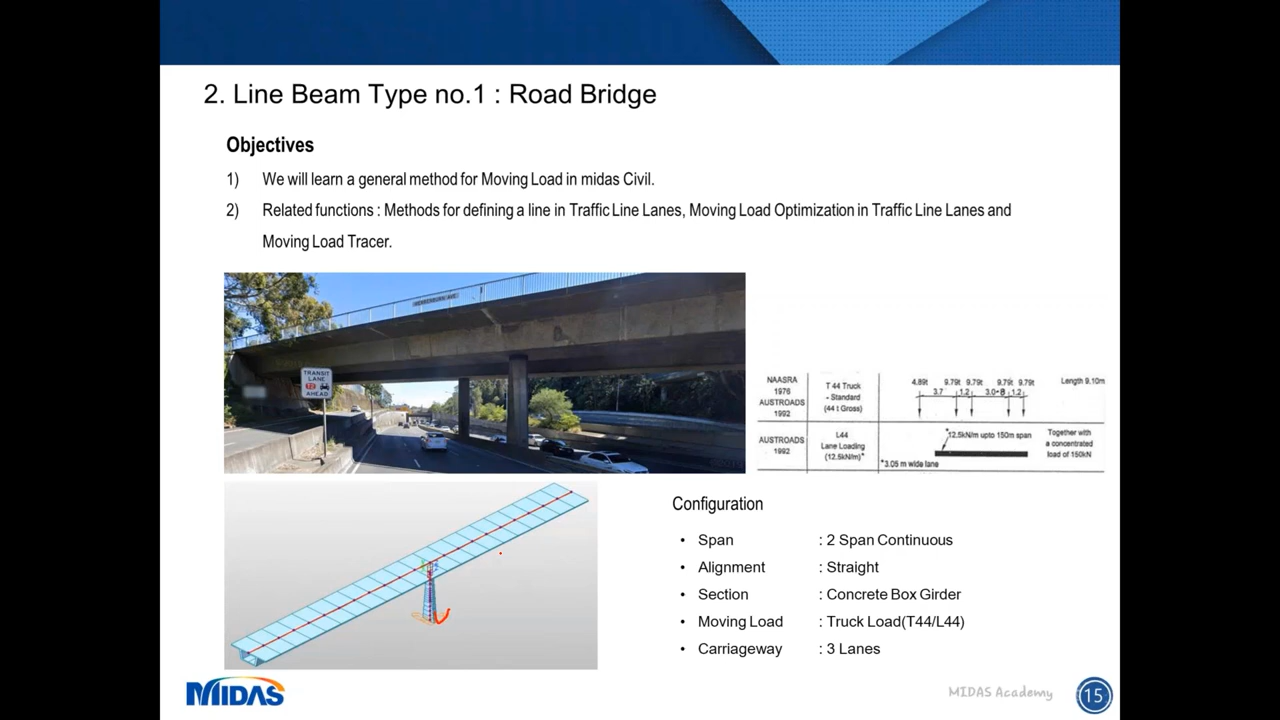 2. Line Beam Type no.1 : Road Bridge
Objectives
1) We will learn a general method for Moving Load in midas Civil.
2) Related functions : Methods for defining a line in Traffic Line Lanes, Moving Load Optimization in Traffic Line Lanes and
Moving Load Tracer.
TRANSIT
LANE
T2
AHEAD
NAASRA
1976
AUSTROADS
1992
T 44 Truck
- Standard
(44 t Gross)
4.89t 9.79t 9.79t 9.79t 9.79t
3.7 1.2 3.0-8 1.2
Length 9.10m
AUSTROADS
1992
L44
Lane Loading
(12.5kN/m)*
*12.5kN/m upto 150m span
*3.05 m wide lane
Together with
a concentrated
load of 150kN
Configuration
• Span : 2 Span Continuous
• Alignment : Straight
• Section : Concrete Box Girder
• Moving Load : Truck Load(T44/L44)
• Carriageway : 3 Lanes
MIDAS
MIDAS Academy
15